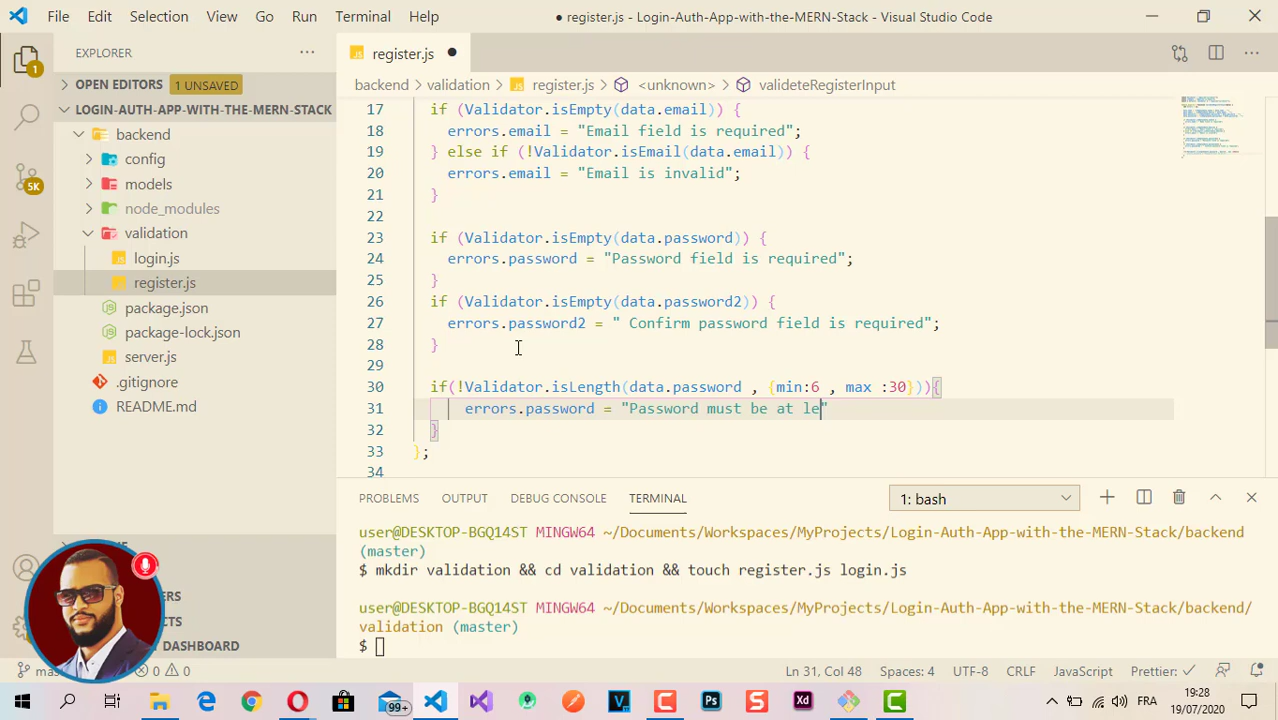 File Edit Selection View Go Run Terminal Help
● register.js - Login-Auth-App-with-the-MERN-Stack - Visual Studio Code
EXPLORER
OPEN EDITORS 1 UNSAVED
LOGIN-AUTH-APP-WITH-THE-MERN-STACK
backend
config
models
node_modules
validation
JS login.js
JS register.js
package.json
package-lock.json
server.js
.gitignore
README.md
1
5K
JS register.js ●
backend > validation > JS register.js > <unknown> > valideteRegisterInput
17 if (Validator.isEmpty(data.email)) {
18 errors.email = "Email field is required";
19 } else if (!Validator.isEmail(data.email)) {
20 errors.email = "Email is invalid";
21 }
22
23 if (Validator.isEmpty(data.password)) {
24 errors.password = "Password field is required";
25 }
26 if (Validator.isEmpty(data.password2)) {
27 errors.password2 = " Confirm password field is required";
28 }
29
30 if(!Validator.isLength(data.password , {min:6 , max :30})){
31 errors.password = "Password must be at le"
32 }
33 };
34
PROBLEMS OUTPUT DEBUG CONSOLE TERMINAL 1: bash
user@DESKTOP-BGQ14ST MINGW64 ~/Documents/Workspaces/MyProjects/Login-Auth-App-with-the-MERN-Stack/backend
(master)
$ mkdir validation && cd validation && touch register.js login.js
user@DESKTOP-BGQ14ST MINGW64 ~/Documents/Workspaces/MyProjects/Login-Auth-App-with-the-MERN-Stack/backend/
validation (master)
$
DASHBOARD
0 0
Ln 31, Col 48 Spaces: 4 UTF-8 CRLF JavaScript Prettier: ✓
99+
FRA
19:28
19/07/2020